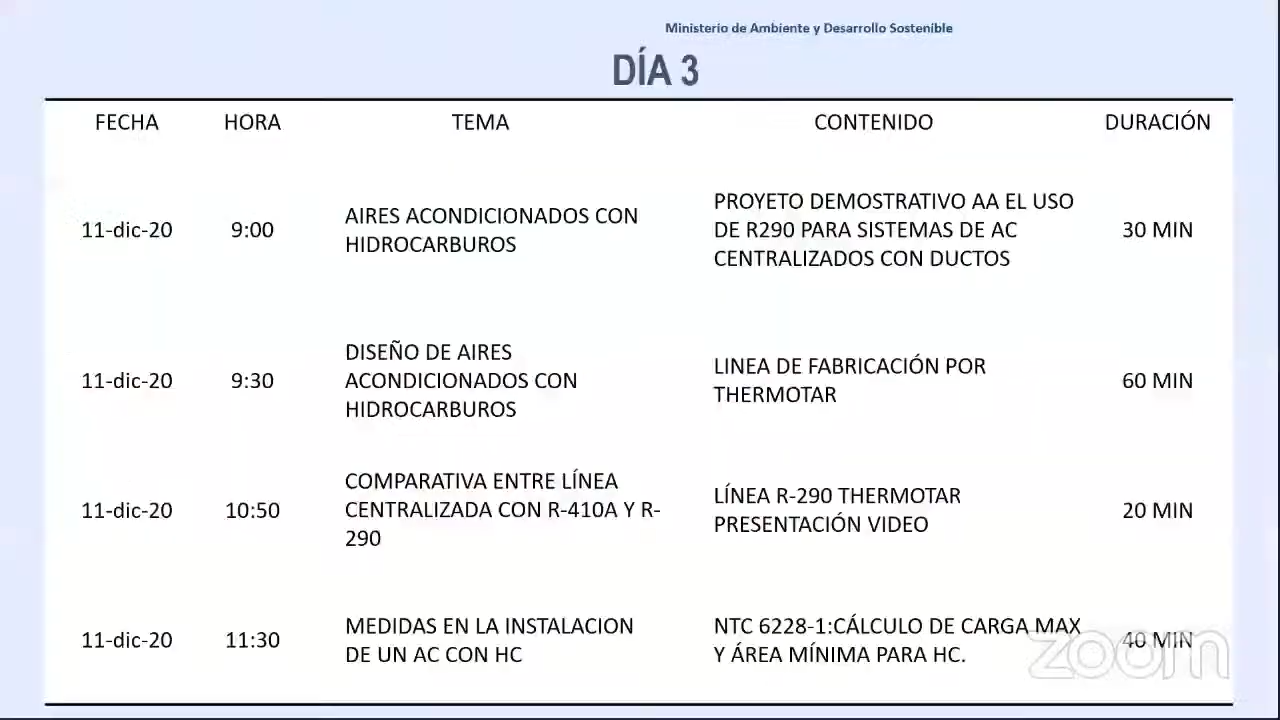 Ministerio de Ambiente y Desarrollo Sostenible
DÍA 3
FECHA HORA TEMA CONTENIDO DURACIÓN
11-dic-20
9:00
AIRES ACONDICIONADOS CON
HIDROCARBUROS
PROYETO DEMOSTRATIVO AA EL USO
DE R290 PARA SISTEMAS DE AC
CENTRALIZADOS CON DUCTOS
30 MIN
11-dic-20
9:30
DISEÑO DE AIRES
ACONDICIONADOS CON
HIDROCARBUROS
LINEA DE FABRICACIÓN POR
THERMOTAR
60 MIN
11-dic-20
10:50
COMPARATIVA ENTRE LÍNEA
CENTRALIZADA CON R-410A Y R-
290
LÍNEA R-290 THERMOTAR
PRESENTACIÓN VIDEO
20 MIN
11-dic-20
11:30
MEDIDAS EN LA INSTALACION
DE UN AC CON HC
NTC 6228-1:CÁLCULO DE CARGA MAX
Y ÁREA MÍNIMA PARA HC.
40 MIN
zoom